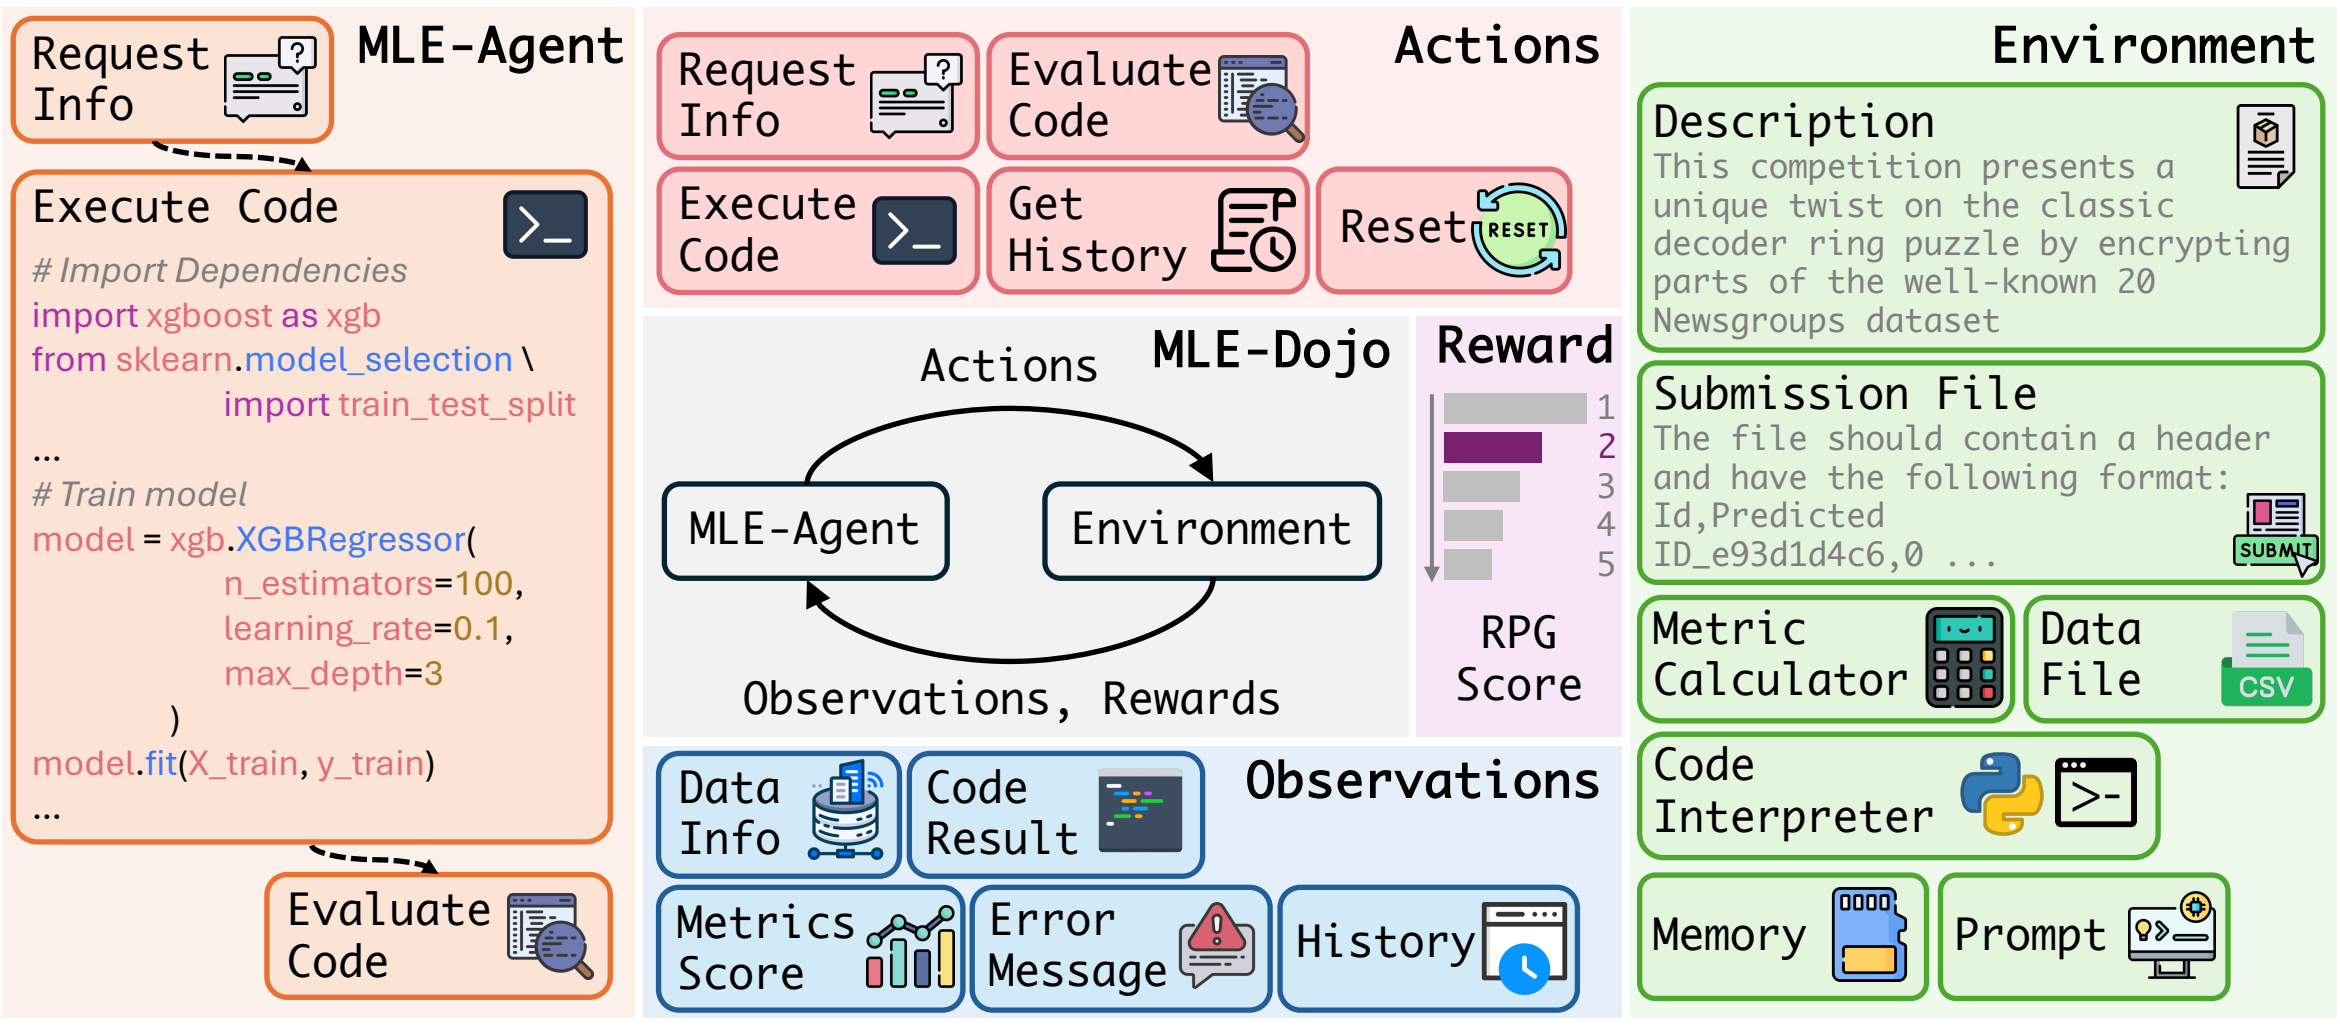 MLE-Agent
Request
Info
?
Execute Code
>_
# Import Dependencies
import xgboost as xgb
from sklearn.model_selection \
import train_test_split
...
# Train model
model = xgb.XGBRegressor(
n_estimators=100,
learning_rate=0.1,
max_depth=3
)
model.fit(X_train, y_train)
...
Evaluate
Code
Actions
Request
Info
?
Evaluate
Code
Execute
Code
>_
Get
History
Reset
RESET
MLE-Dojo
Actions
MLE-Agent
Environment
Observations, Rewards
Reward
1
2
3
4
5
RPG
Score
Observations
Data
Info
Code
Result
Metrics
Score
Error
Message
!
History
Environment
Description
This competition presents a
unique twist on the classic
decoder ring puzzle by encrypting
parts of the well-known 20
Newsgroups dataset
Submission File
The file should contain a header
and have the following format:
Id,Predicted
ID_e93d1d4c6,0 ...
SUBMIT
Metric
Calculator
Data
File
CSV
Code
Interpreter
>-
Memory
Prompt